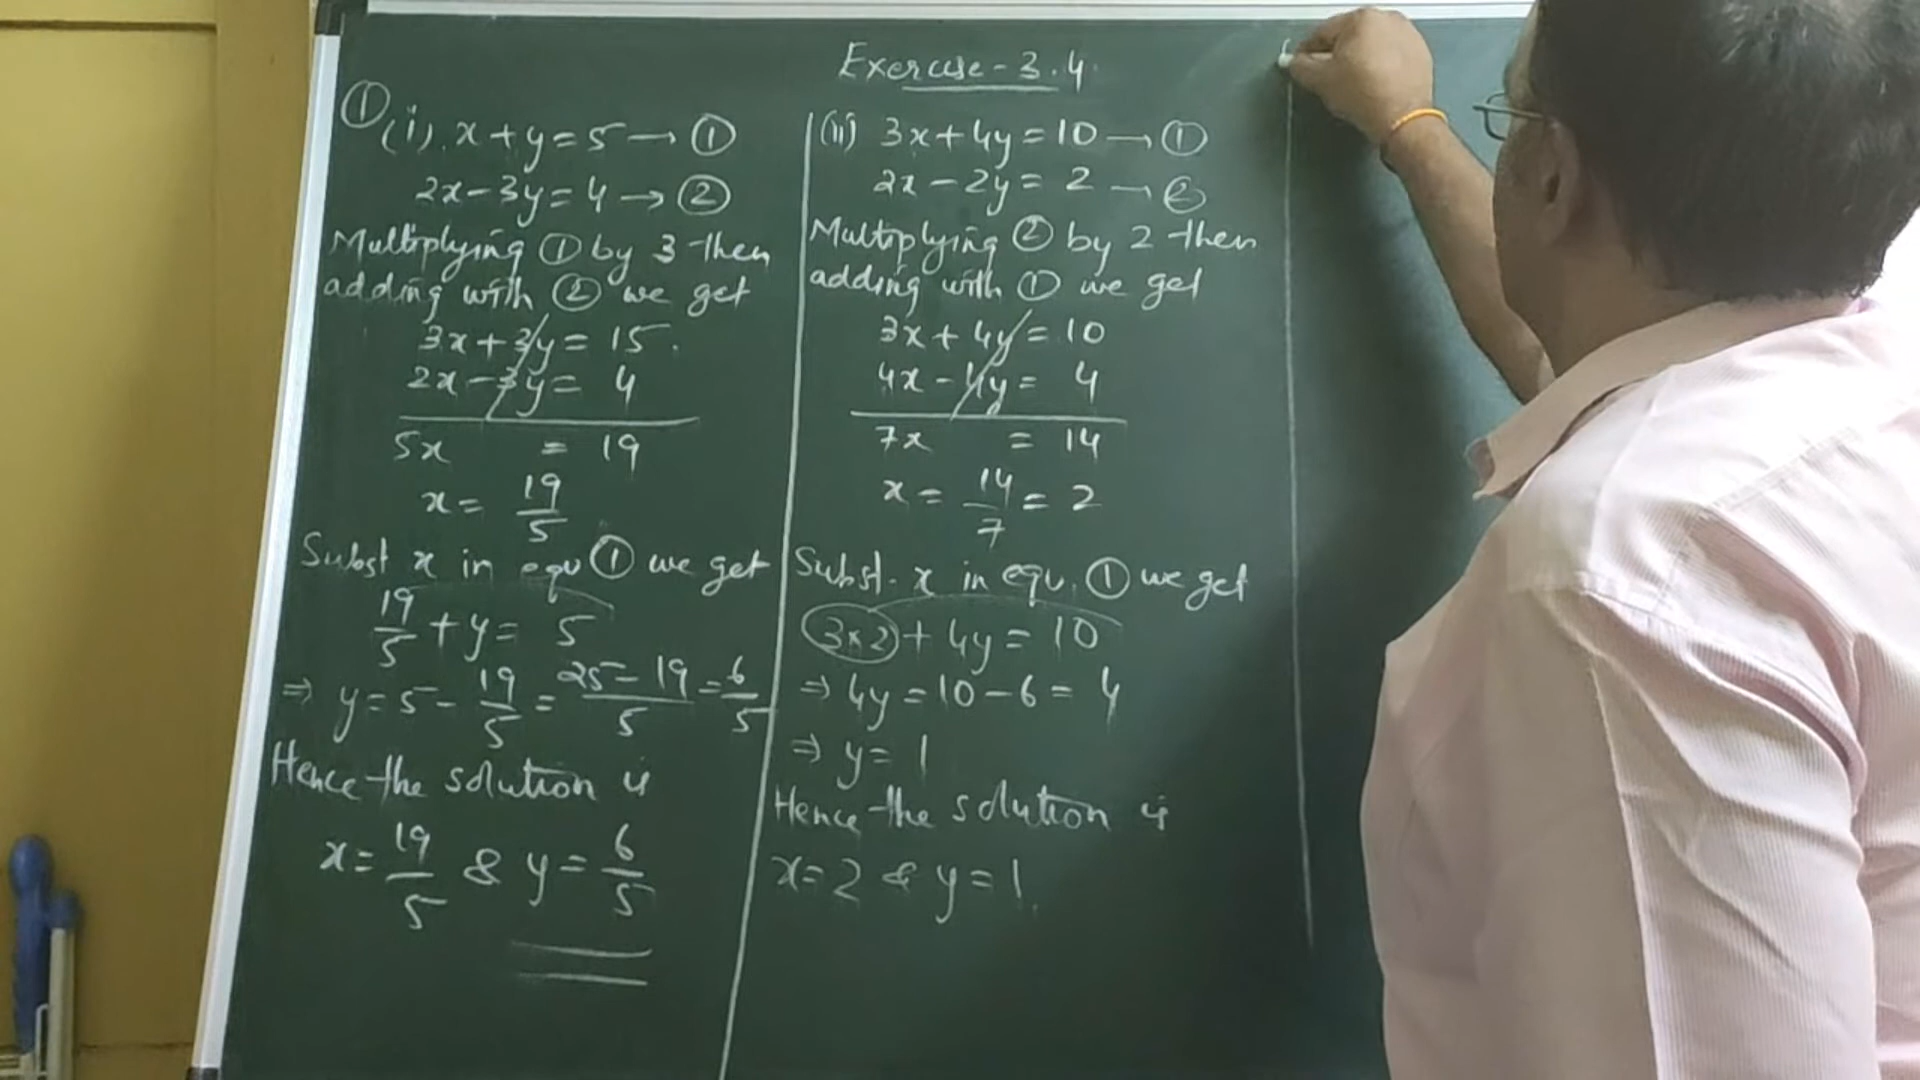 Exercise - 3.4
① (i). x + y = 5 → ①
2x - 3y = 4 → ②
Multiplying ① by 3 then
adding with ② we get
3x + 3y = 15.
2x - 3y = 4
5x = 19
x = 19/5
Subst x in equ ① we get
19/5 + y = 5
⇒ y = 5 - 19/5 = 25 - 19/5 = 6/5
Hence the solution is
x = 19/5 & y = 6/5
(ii) 3x + 4y = 10 → ①
2x - 2y = 2 → ②
Multiplying ② by 2 then
adding with ① we get
3x + 4y = 10
4x - 4y = 4
7x = 14
x = 14/7 = 2
Subst. x in equ. ① we get
3×2 + 4y = 10
⇒ 4y = 10 - 6 = 4
⇒ y = 1
Hence the solution is
x = 2 & y = 1.